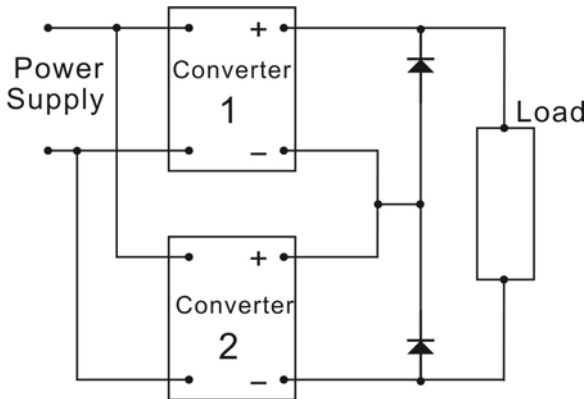 Power
Supply
+
Converter
1
−
Load
+
Converter
2
−